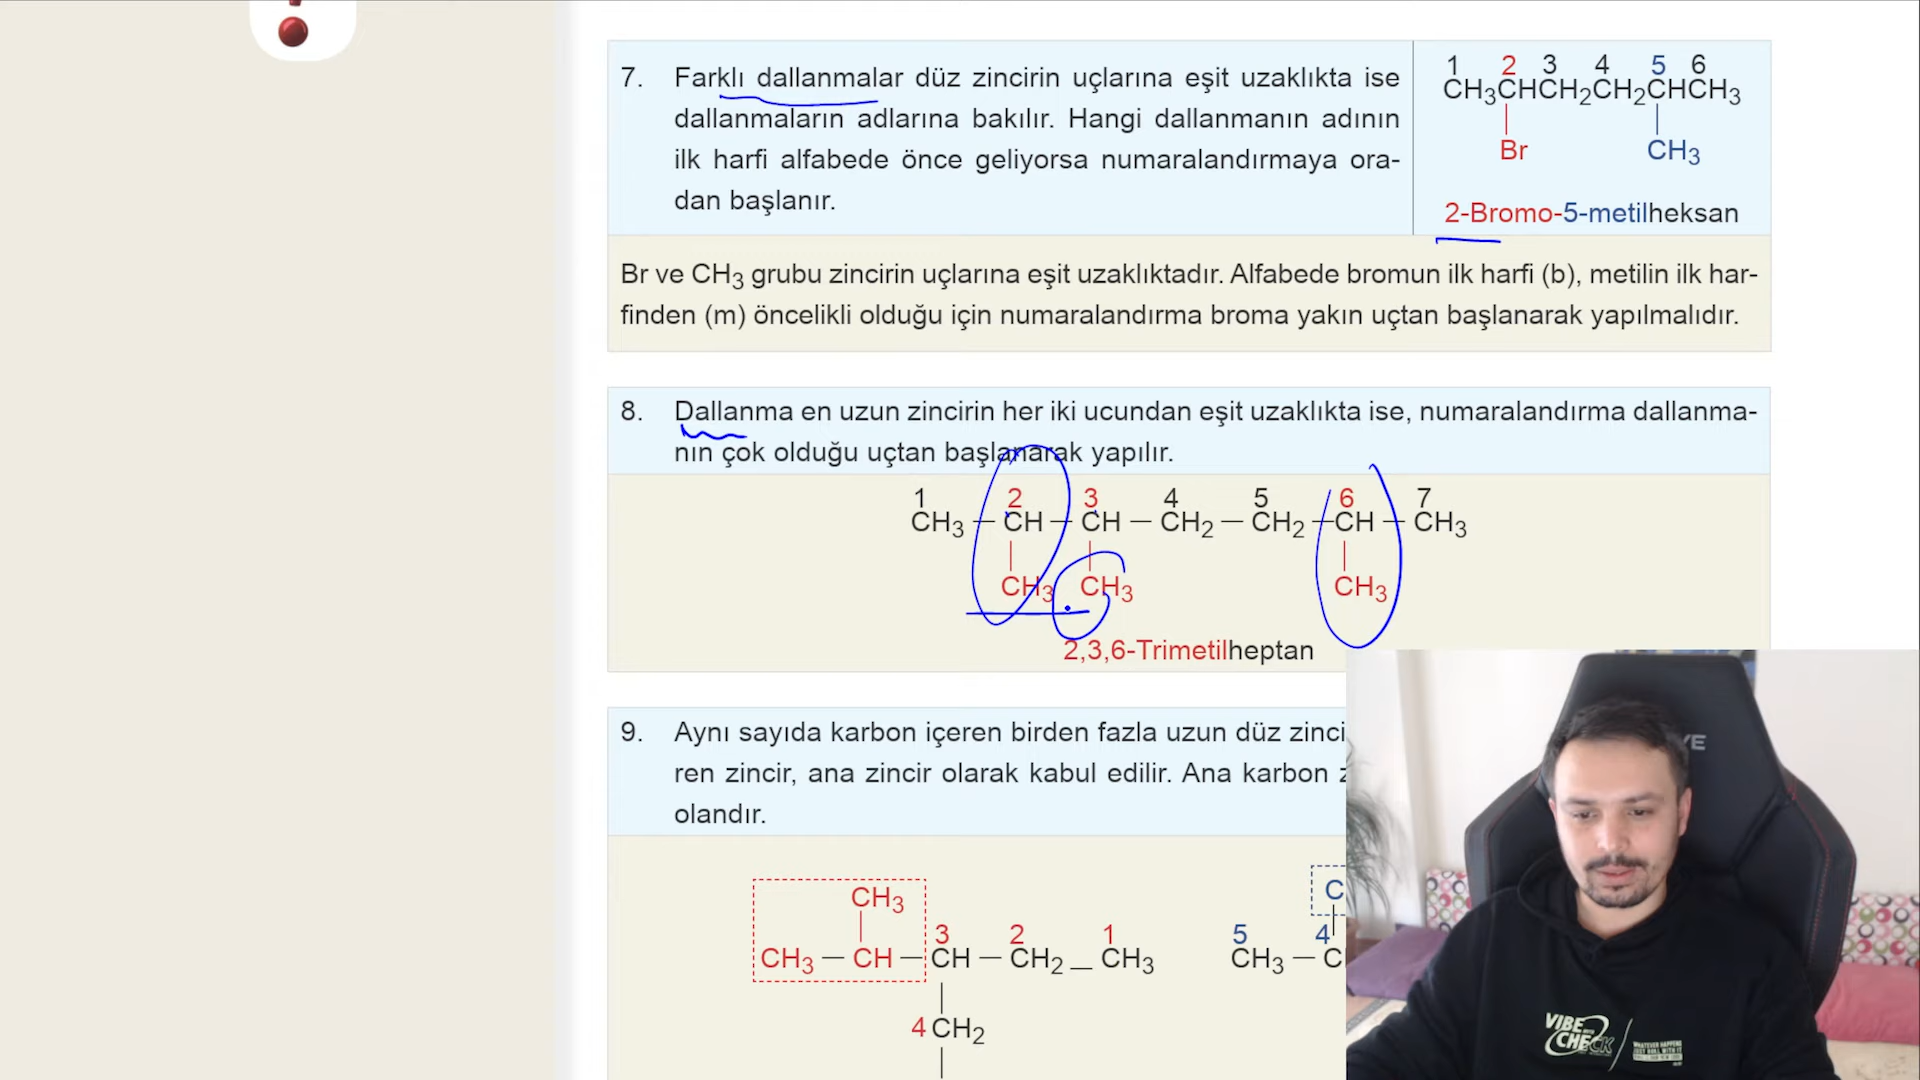 7. Farklı dallanmalar düz zincirin uçlarına eşit uzaklıkta ise
dallanmaların adlarına bakılır. Hangi dallanmanın adının
ilk harfi alfabede önce geliyorsa numaralandırmaya ora-
dan başlanır.
1 2 3 4 5 6
CH3CHCH2CH2CHCH3
Br CH3
2-Bromo-5-metilheksan
Br ve CH3 grubu zincirin uçlarına eşit uzaklıktadır. Alfabede bromun ilk harfi (b), metilin ilk har-
finden (m) öncelikli olduğu için numaralandırma broma yakın uçtan başlanarak yapılmalıdır.
8. Dallanma en uzun zincirin her iki ucundan eşit uzaklıkta ise, numaralandırma dallanma-
nın çok olduğu uçtan başlanarak yapılır.
1 2 3 4 5 6 7
CH3 – CH – CH – CH2 – CH2 – CH – CH3
CH3 CH3 CH3
2,3,6-Trimetilheptan
9. Aynı sayıda karbon içeren birden fazla uzun düz zinci
ren zincir, ana zincir olarak kabul edilir. Ana karbon z
olandır.
CH3 C
3 2 1 5 4
CH3 – CH – CH – CH2 – CH3 CH3 – C
4 CH2
VIBE
CHECK